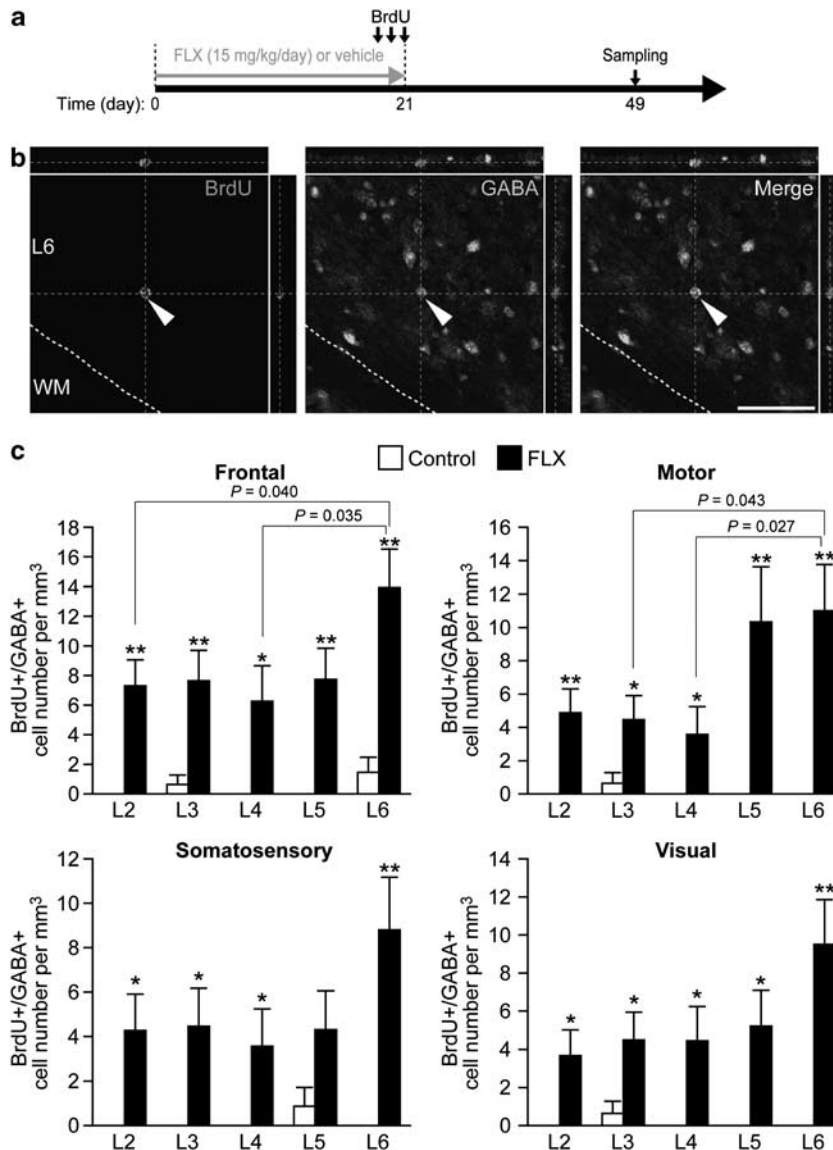 a
BrdU
FLX (15 mg/kg/day) or vehicle
Sampling
Time (day): 0 21 49
b
BrdU
GABA
Merge
L6
WM
c
Control FLX
Frontal
P = 0.040
P = 0.035
BrdU+/GABA+
cell number per mm³
18
16
14
12
10
8
6
4
2
0
** ** * ** **
L2 L3 L4 L5 L6
Motor
P = 0.043
P = 0.027
BrdU+/GABA+
cell number per mm³
18
16
14
12
10
8
6
4
2
0
** * * ** **
L2 L3 L4 L5 L6
Somatosensory
BrdU+/GABA+
cell number per mm³
12
10
8
6
4
2
0
* * * **
L2 L3 L4 L5 L6
Visual
BrdU+/GABA+
cell number per mm³
12
10
8
6
4
2
0
* * * * **
L2 L3 L4 L5 L6